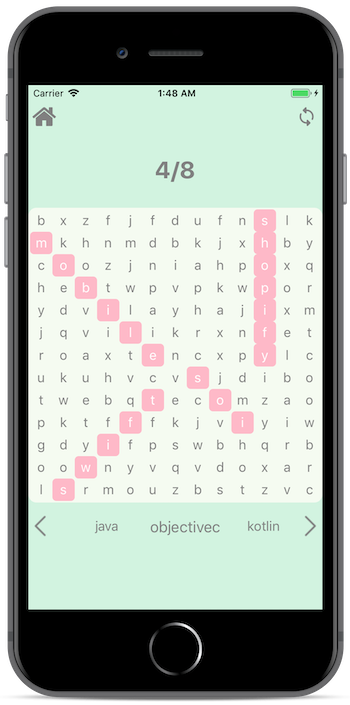 Carrier 1:48 AM
4/8
b x z f j f d u f n s l k
m k h n m d b k j x h b y
c o o z j n i a h p o x q
h e b t w p v p k w p o r
y d v i l a y h a j i x m
j q v i l i k r x n f e t
r o a x t e n c x p y l c
u k u h v c v s j d i b o
t w e b q t e c o m z a o
p k t f f f k j v i y i w
g d y i f p s w b h q r b
o o w n y v q v d o x a r
l s r m o u z b s t z v c
java objectivec kotlin